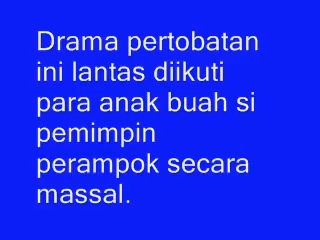 Drama pertobatan
ini lantas diikuti
para anak buah si
pemimpin
perampok secara
massal.